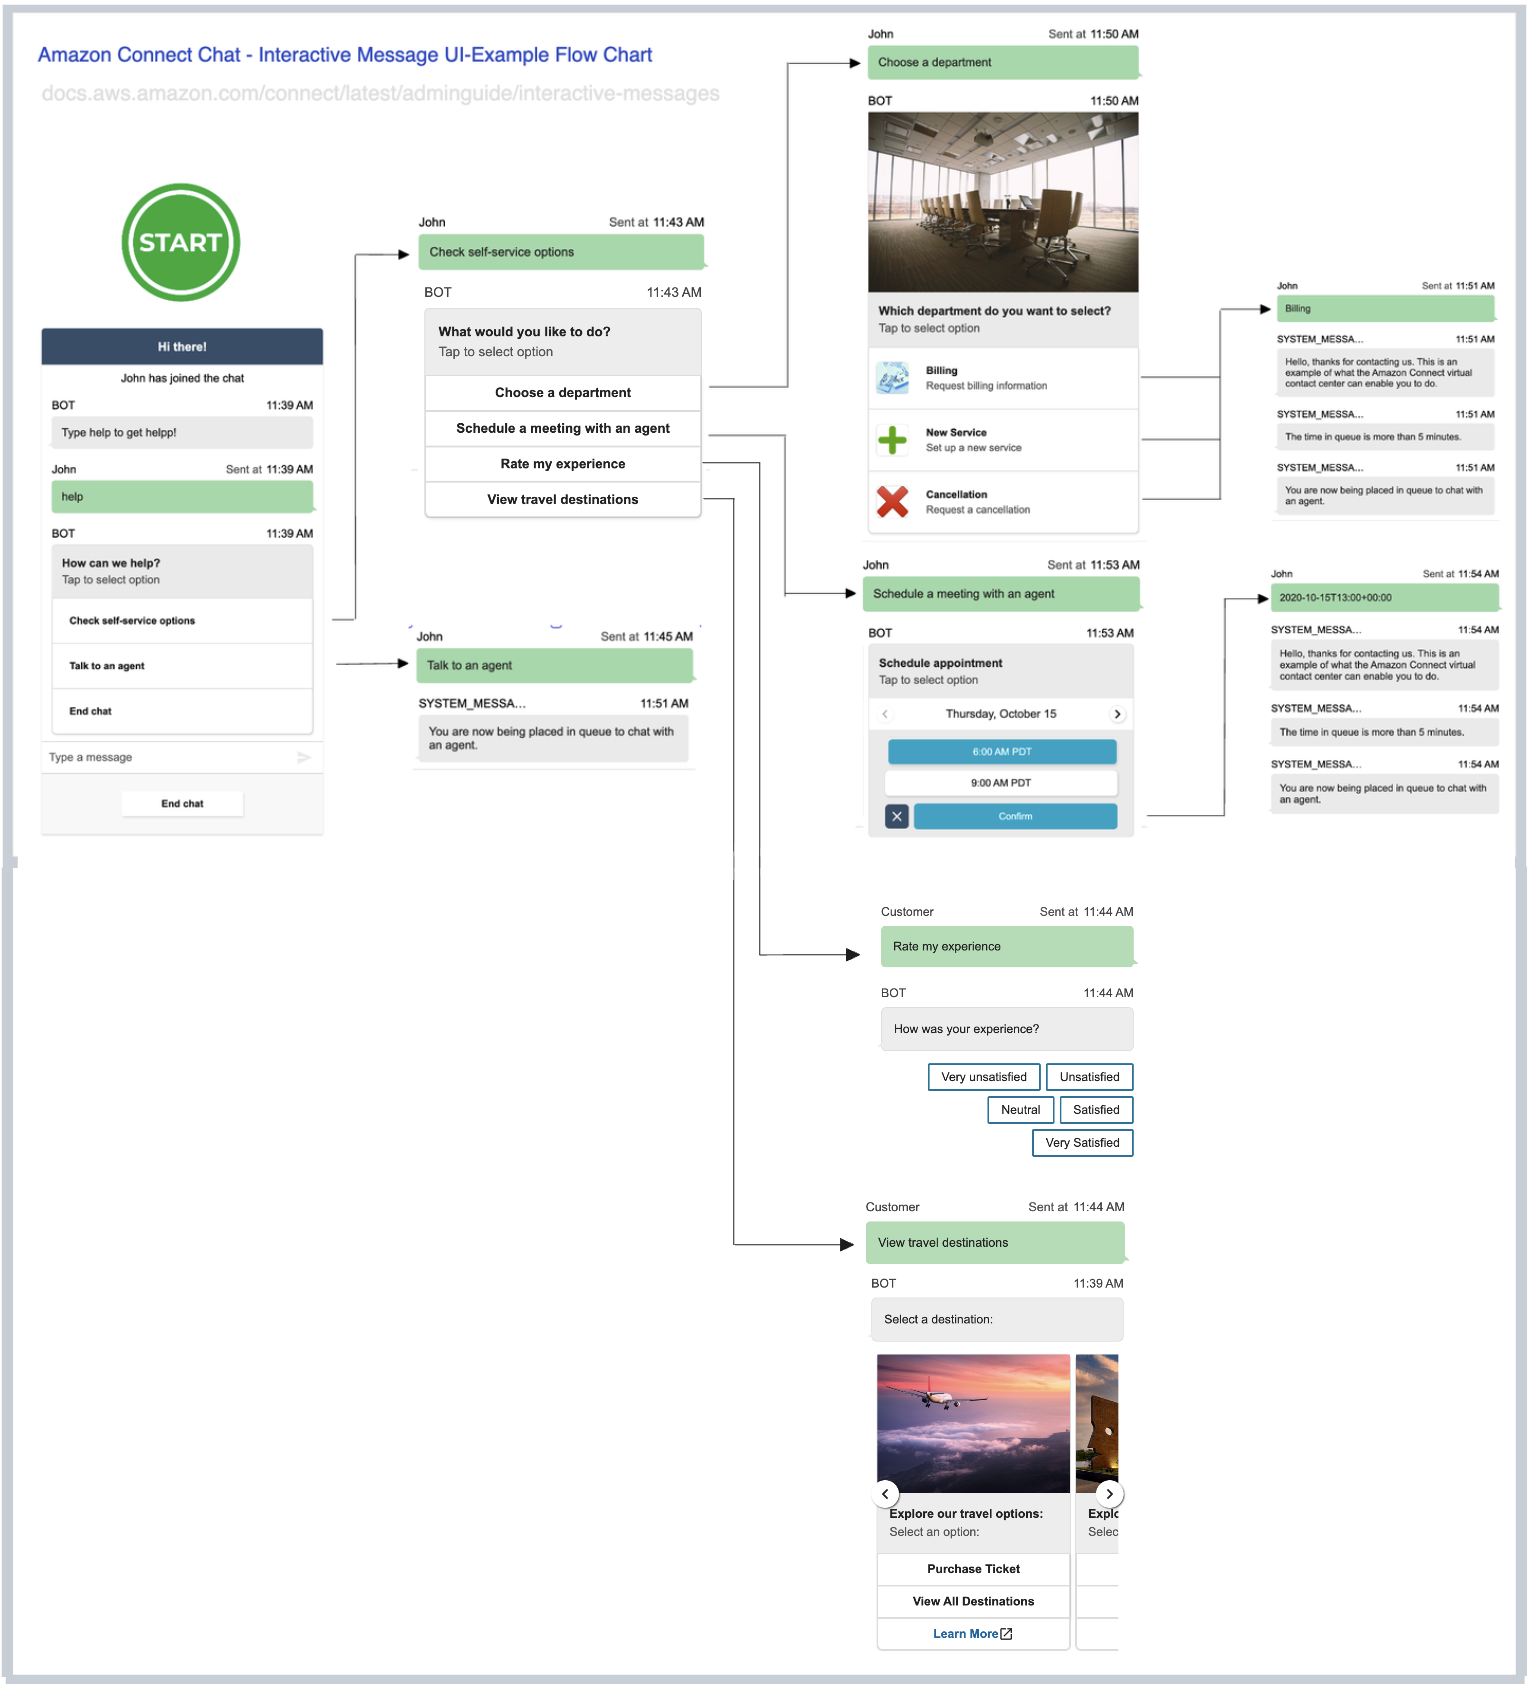 Amazon Connect Chat - Interactive Message UI-Example Flow Chart
docs.aws.amazon.com/connect/latest/adminguide/interactive-messages
START
Hi there!
John has joined the chat
BOT 11:39 AM
Type help to get helpp!
John Sent at 11:39 AM
help
BOT 11:39 AM
How can we help?
Tap to select option
Check self-service options
Talk to an agent
End chat
Type a message
End chat
John Sent at 11:43 AM
Check self-service options
BOT 11:43 AM
What would you like to do?
Tap to select option
Choose a department
Schedule a meeting with an agent
Rate my experience
View travel destinations
John Sent at 11:45 AM
Talk to an agent
SYSTEM_MESSA... 11:51 AM
You are now being placed in queue to chat with
an agent.
John Sent at 11:50 AM
Choose a department
BOT 11:50 AM
Which department do you want to select?
Tap to select option
Billing
Request billing information
New Service
Set up a new service
Cancellation
Request a cancellation
John Sent at 11:51 AM
Billing
SYSTEM_MESSA... 11:51 AM
Hello, thanks for contacting us. This is an
example of what the Amazon Connect virtual
contact center can enable you to do.
SYSTEM_MESSA... 11:51 AM
The time in queue is more than 5 minutes.
SYSTEM_MESSA... 11:51 AM
You are now being placed in queue to chat with
an agent.
John Sent at 11:53 AM
Schedule a meeting with an agent
BOT 11:53 AM
Schedule appointment
Tap to select option
Thursday, October 15
6:00 AM PDT
9:00 AM PDT
Confirm
John Sent at 11:54 AM
2020-10-15T13:00+00:00
SYSTEM_MESSA... 11:54 AM
Hello, thanks for contacting us. This is an
example of what the Amazon Connect virtual
contact center can enable you to do.
SYSTEM_MESSA... 11:54 AM
The time in queue is more than 5 minutes.
SYSTEM_MESSA... 11:54 AM
You are now being placed in queue to chat with
an agent.
Customer Sent at 11:44 AM
Rate my experience
BOT 11:44 AM
How was your experience?
Very unsatisfied Unsatisfied
Neutral Satisfied
Very Satisfied
Customer Sent at 11:44 AM
View travel destinations
BOT 11:39 AM
Select a destination:
Explore our travel options: Explo
Select an option: Selec
Purchase Ticket
View All Destinations
Learn More